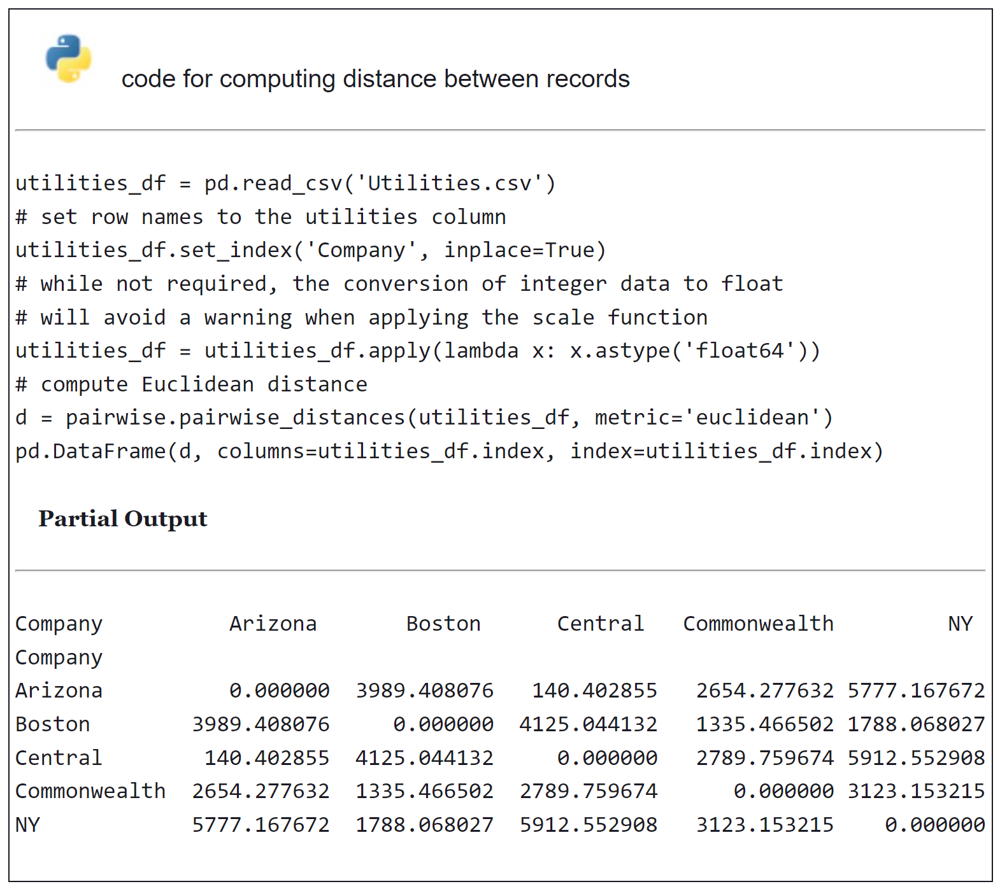 code for computing distance between records
utilities_df = pd.read_csv('Utilities.csv')
# set row names to the utilities column
utilities_df.set_index('Company', inplace=True)
# while not required, the conversion of integer data to float
# will avoid a warning when applying the scale function
utilities_df = utilities_df.apply(lambda x: x.astype('float64'))
# compute Euclidean distance
d = pairwise.pairwise_distances(utilities_df, metric='euclidean')
pd.DataFrame(d, columns=utilities_df.index, index=utilities_df.index)
Partial Output
Company Arizona Boston Central Commonwealth NY
Company
Arizona 0.000000 3989.408076 140.402855 2654.277632 5777.167672
Boston 3989.408076 0.000000 4125.044132 1335.466502 1788.068027
Central 140.402855 4125.044132 0.000000 2789.759674 5912.552908
Commonwealth 2654.277632 1335.466502 2789.759674 0.000000 3123.153215
NY 5777.167672 1788.068027 5912.552908 3123.153215 0.000000